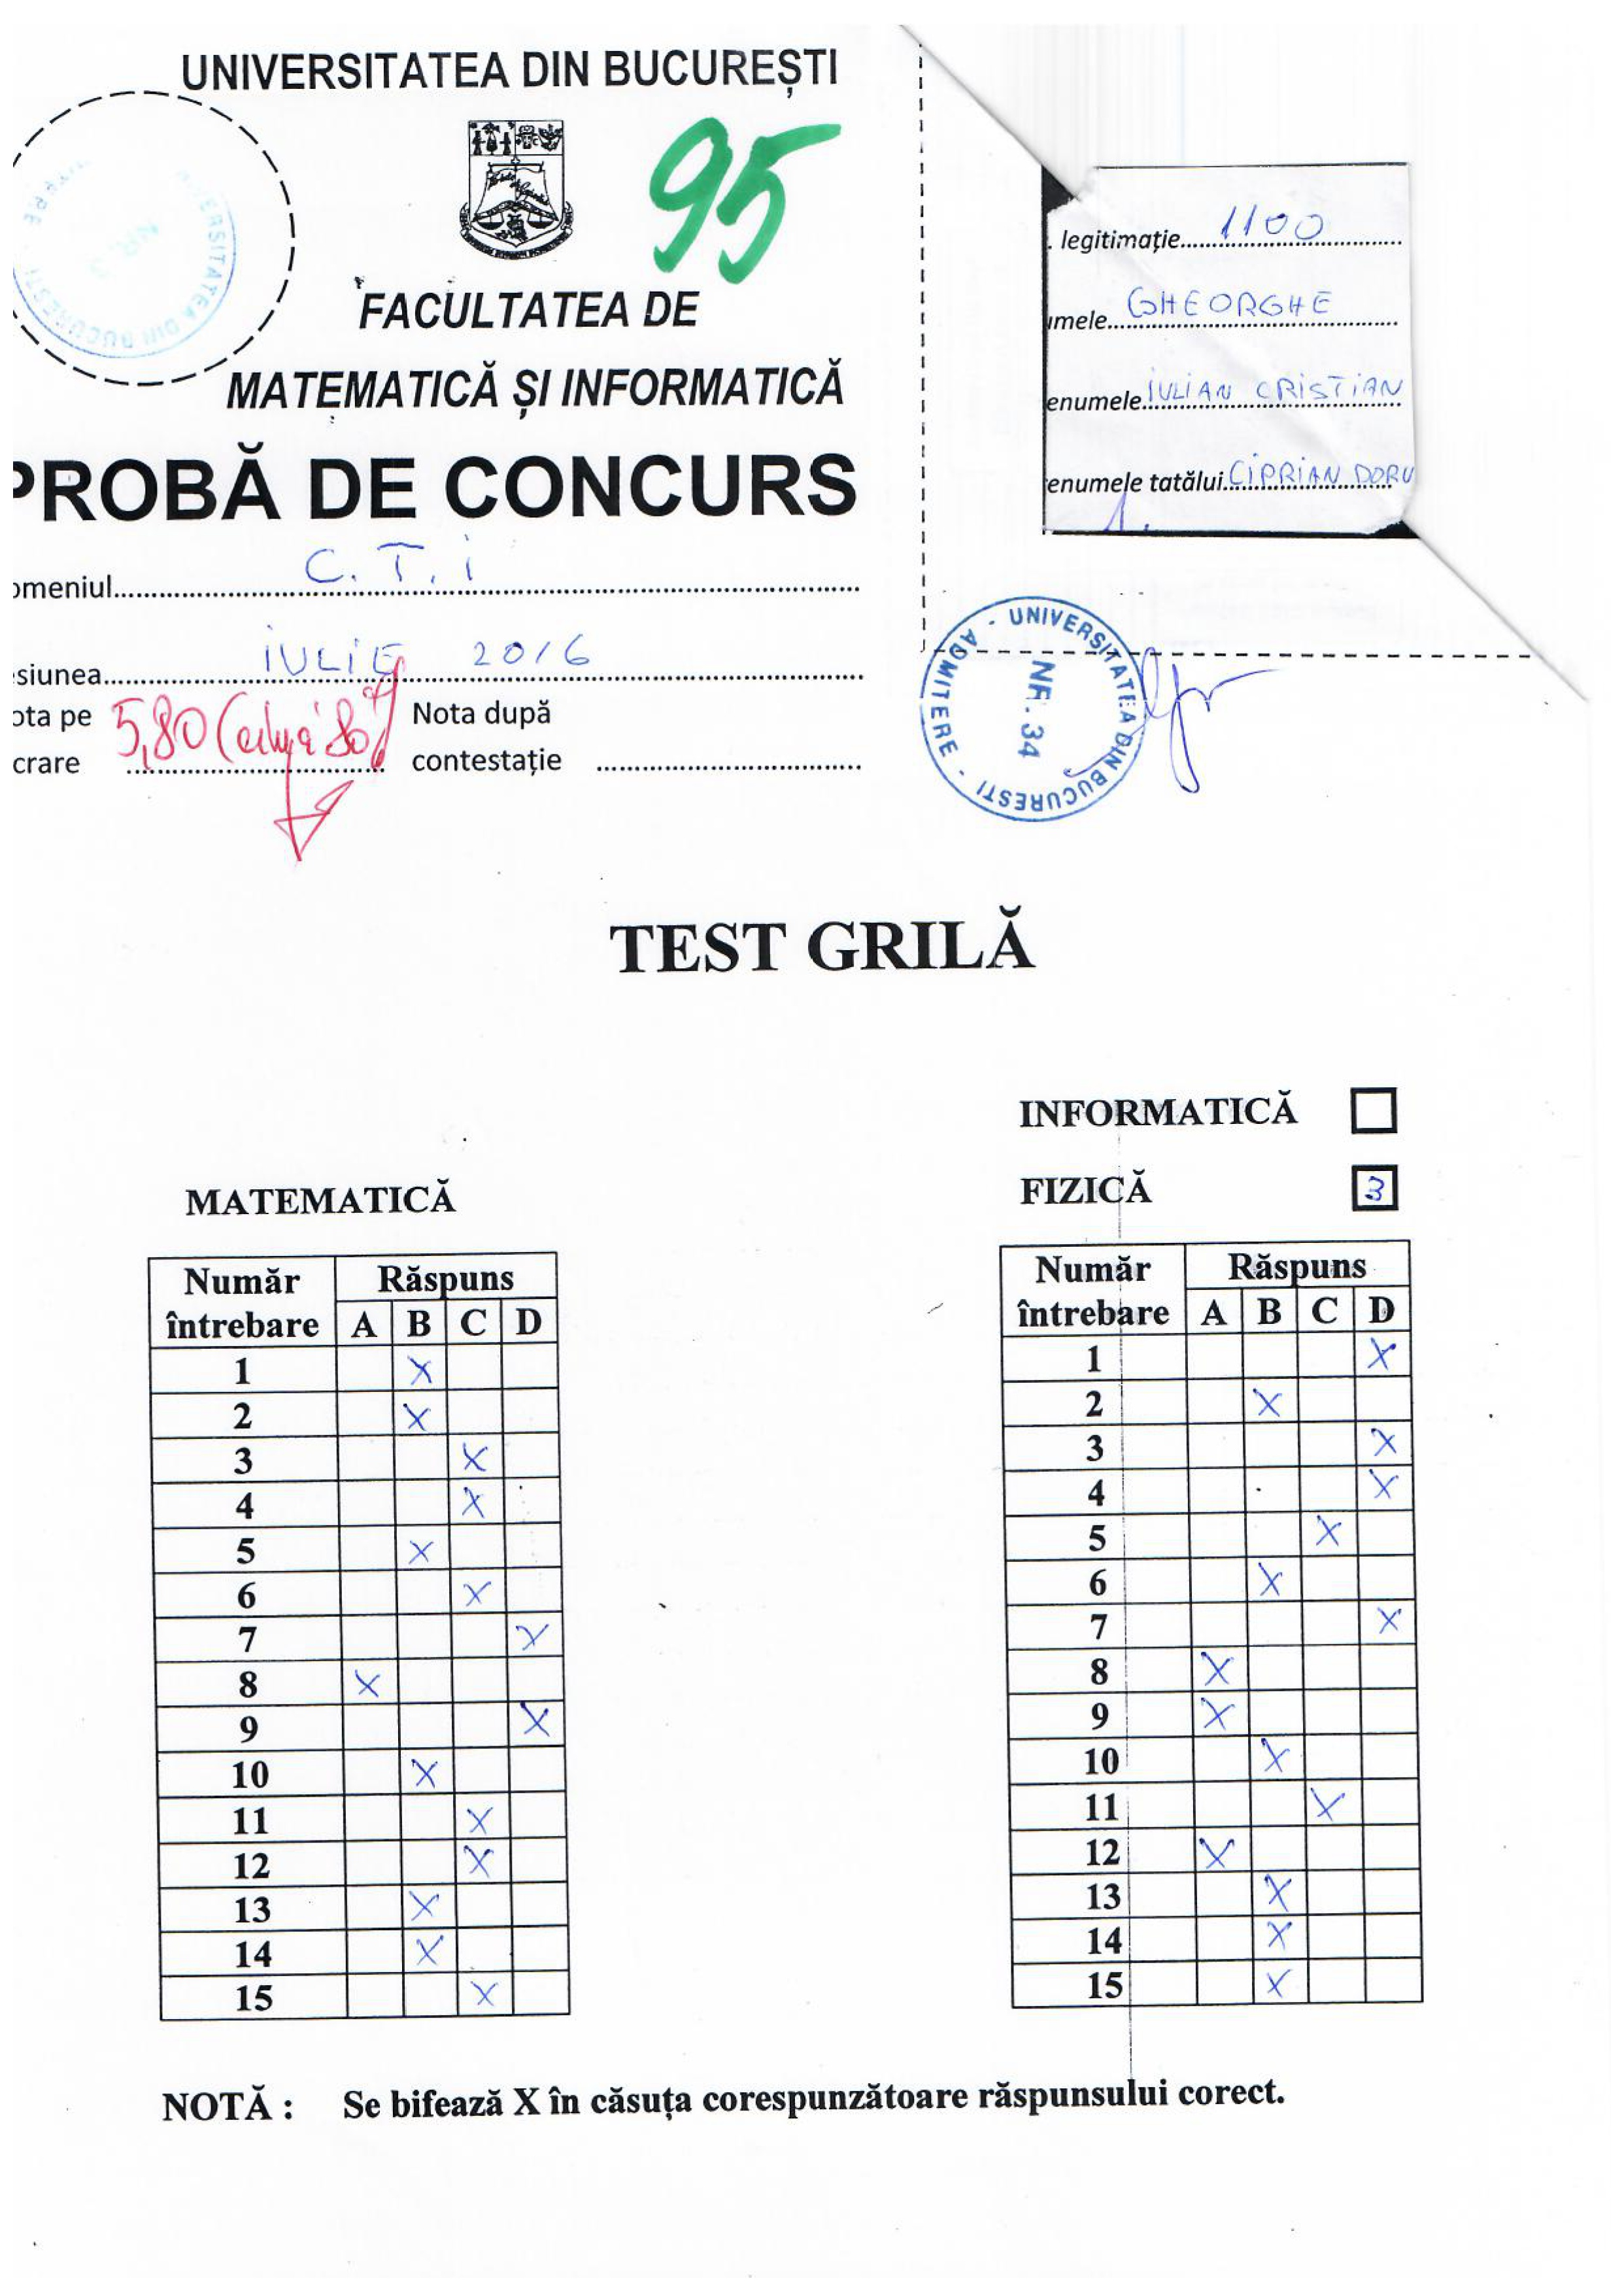 UNIVERSITATEA DIN BUCUREȘTI
95
FACULTATEA DE
MATEMATICĂ ȘI INFORMATICĂ
PROBĂ DE CONCURS
omeniul C.T.i
siunea iULiE 2016
ota pe
crare
5,80
Nota după
contestație
. legitimație 1100
umele GHEORGHE
enumele iULiAN CRiSTiAN
enumele tatălui CiPRiAN DORU
UNIVERSITATEA DIN BUCURESTI - ADMITERE -
NR. 34
TEST GRILĂ
INFORMATICĂ
FIZICĂ 3
MATEMATICĂ
Număr întrebare Răspuns
A B C D
1 X
2 X
3 X
4 X
5 X
6 X
7 X
8 X
9 X
10 X
11 X
12 X
13 X
14 X
15 X
Număr întrebare Răspuns
A B C D
1 X
2 X
3 X
4 X
5 X
6 X
7 X
8 X
9 X
10 X
11 X
12 X
13 X
14 X
15 X
NOTĂ : Se bifează X în căsuța corespunzătoare răspunsului corect.